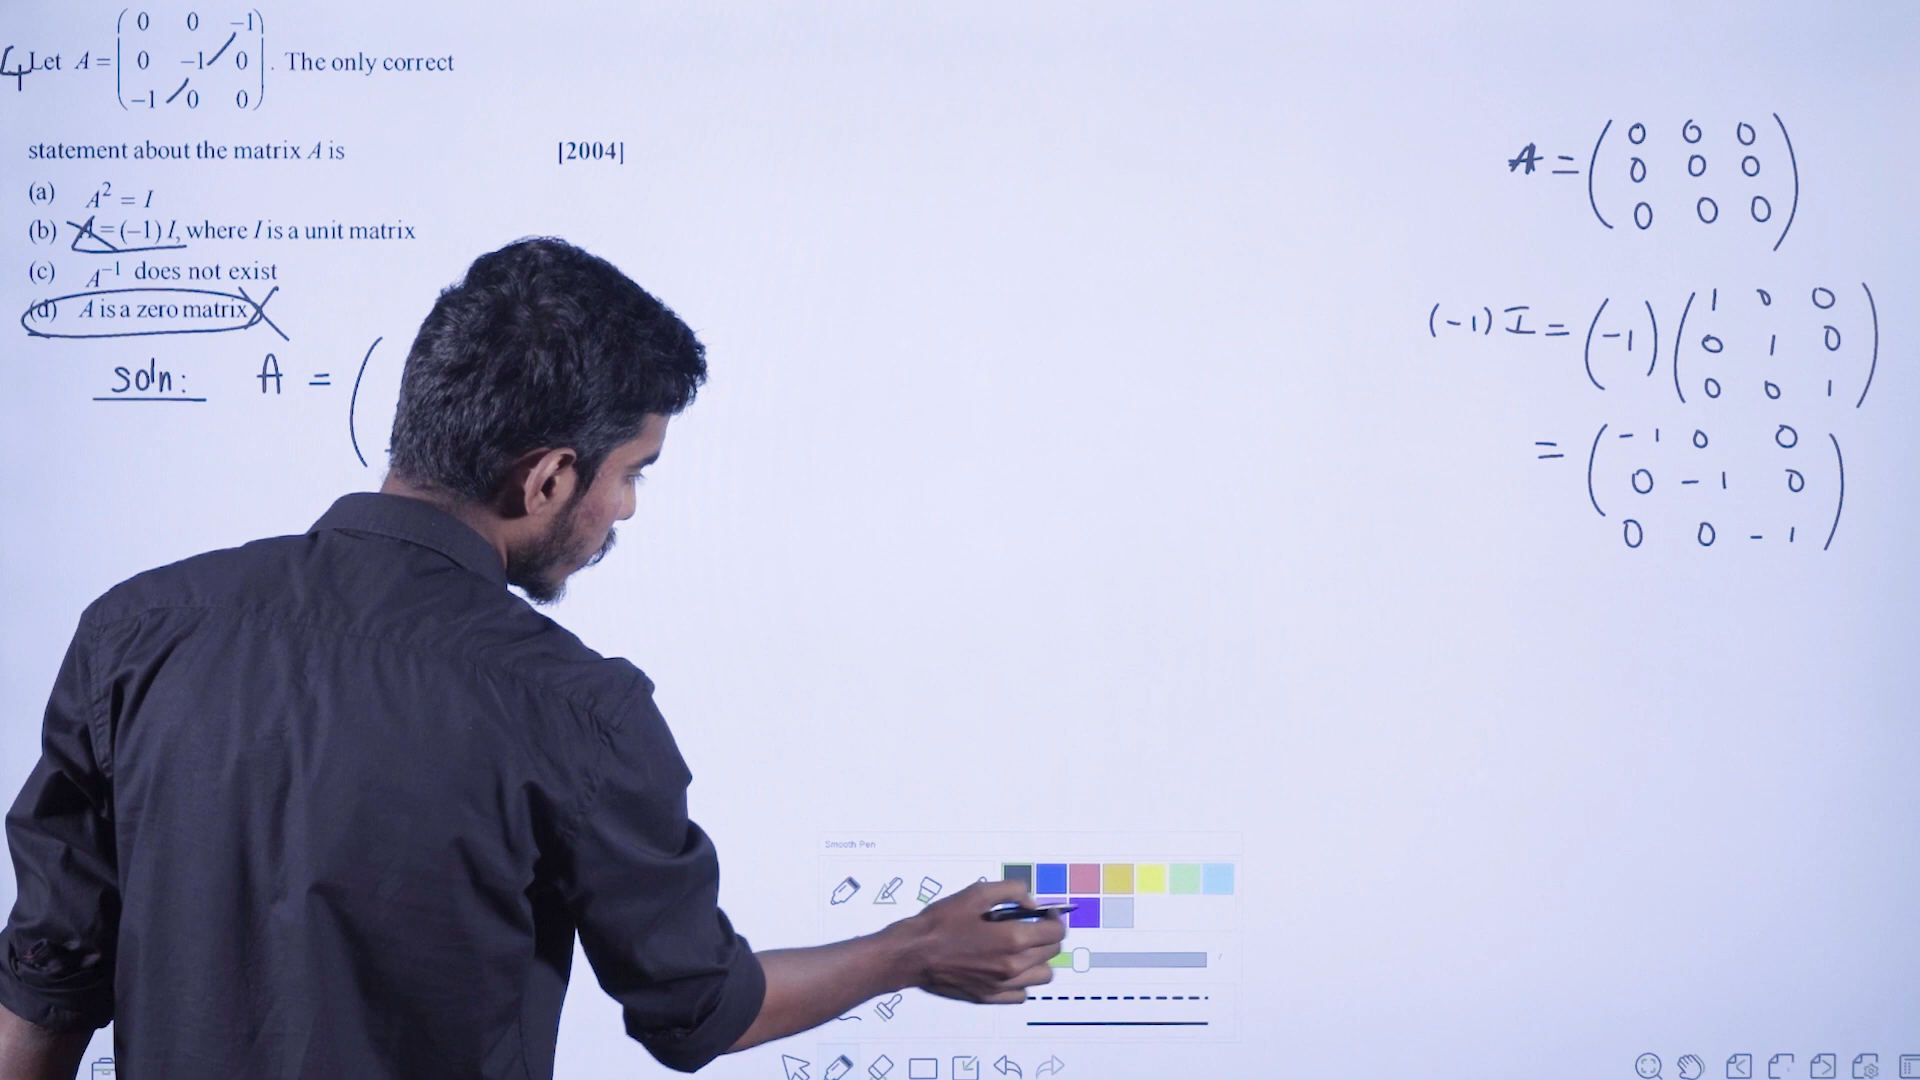 4 Let A = ( 0 0 −1
0 −1 0
−1 0 0 ) . The only correct
statement about the matrix A is [2004]
(a) A² = I
(b) A = (−1) I, where I is a unit matrix
(c) A⁻¹ does not exist
(d) A is a zero matrix
Soln: A = (
A = ( 0 0 0
0 0 0
0 0 0 )
(-1) I = (-1) ( 1 0 0
0 1 0
0 0 1 )
= ( -1 0 0
0 -1 0
0 0 -1 )
Smooth Pen